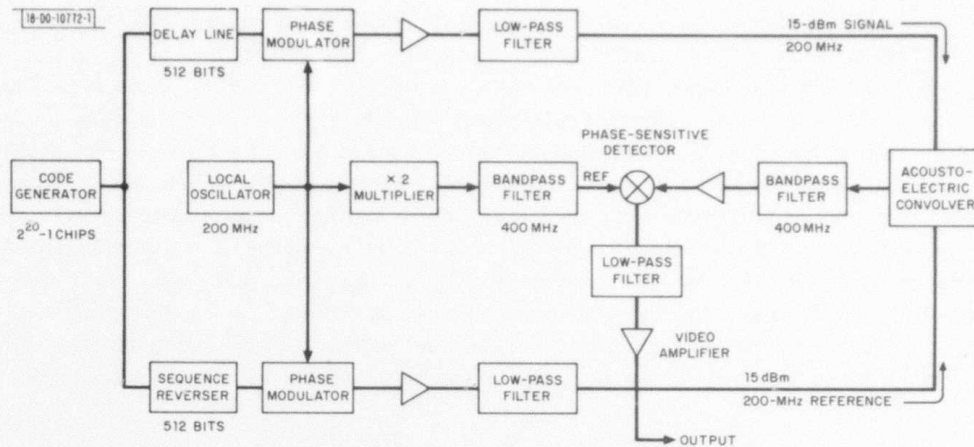 18-DO-10772-1
DELAY LINE
512 BITS
PHASE
MODULATOR
LOW-PASS
FILTER
15-dBm SIGNAL
200 MHz
CODE
GENERATOR
2^20-1 CHIPS
LOCAL
OSCILLATOR
200 MHz
× 2
MULTIPLIER
BANDPASS
FILTER
400 MHz
REF
PHASE-SENSITIVE
DETECTOR
BANDPASS
FILTER
400 MHz
ACOUSTO-
ELECTRIC
CONVOLVER
LOW-PASS
FILTER
VIDEO
AMPLIFIER
SEQUENCE
REVERSER
512 BITS
PHASE
MODULATOR
LOW-PASS
FILTER
15 dBm
200-MHz REFERENCE
OUTPUT